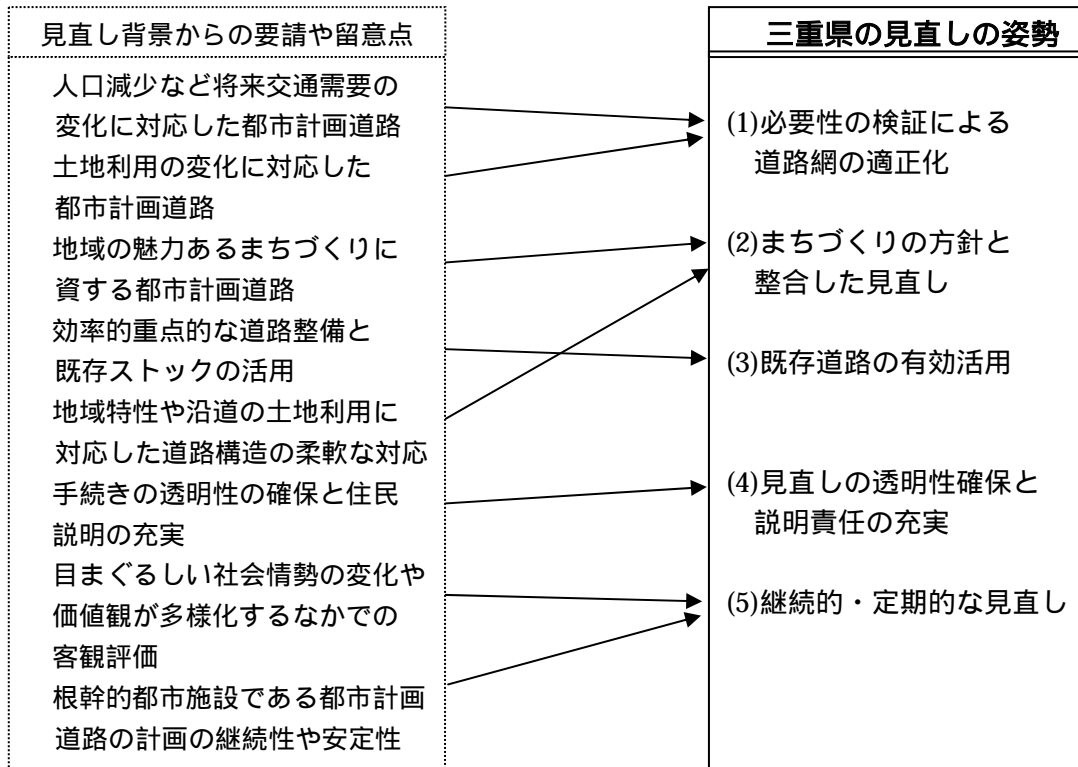 見直し背景からの要請や留意点
人口減少など将来交通需要の
変化に対応した都市計画道路
土地利用の変化に対応した
都市計画道路
地域の魅力あるまちづくりに
資する都市計画道路
効率的重点的な道路整備と
既存ストックの活用
地域特性や沿道の土地利用に
対応した道路構造の柔軟な対応
手続きの透明性の確保と住民
説明の充実
目まぐるしい社会情勢の変化や
価値観が多様化するなかでの
客観評価
根幹的都市施設である都市計画
道路の計画の継続性や安定性
三重県の見直しの姿勢
(1)必要性の検証による
道路網の適正化
(2)まちづくりの方針と
整合した見直し
(3)既存道路の有効活用
(4)見直しの透明性確保と
説明責任の充実
(5)継続的・定期的な見直し